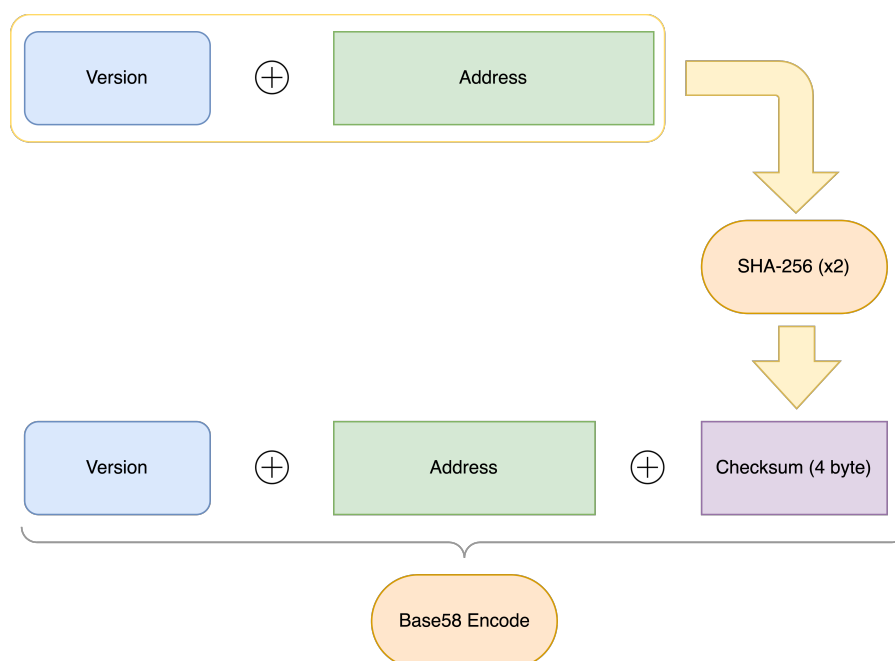 Version
Address
SHA-256 (x2)
Version
Address
Checksum (4 byte)
Base58 Encode